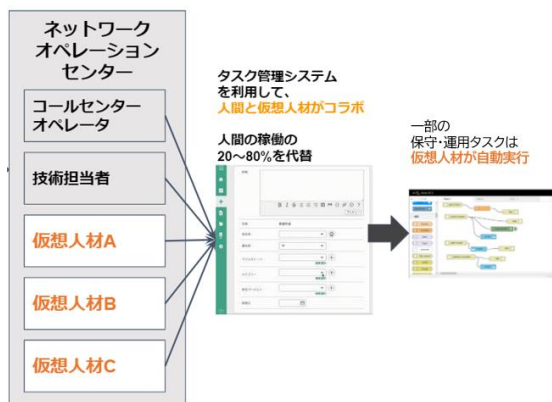 ネットワーク
オペレーション
センター
コールセンター
オペレータ
技術担当者
仮想人材A
仮想人材B
仮想人材C
タスク管理システム
を利用して、
人間と仮想人材がコラボ
人間の稼働の
20～80%を代替
一部の
保守・運用タスクは
仮想人材が自動実行